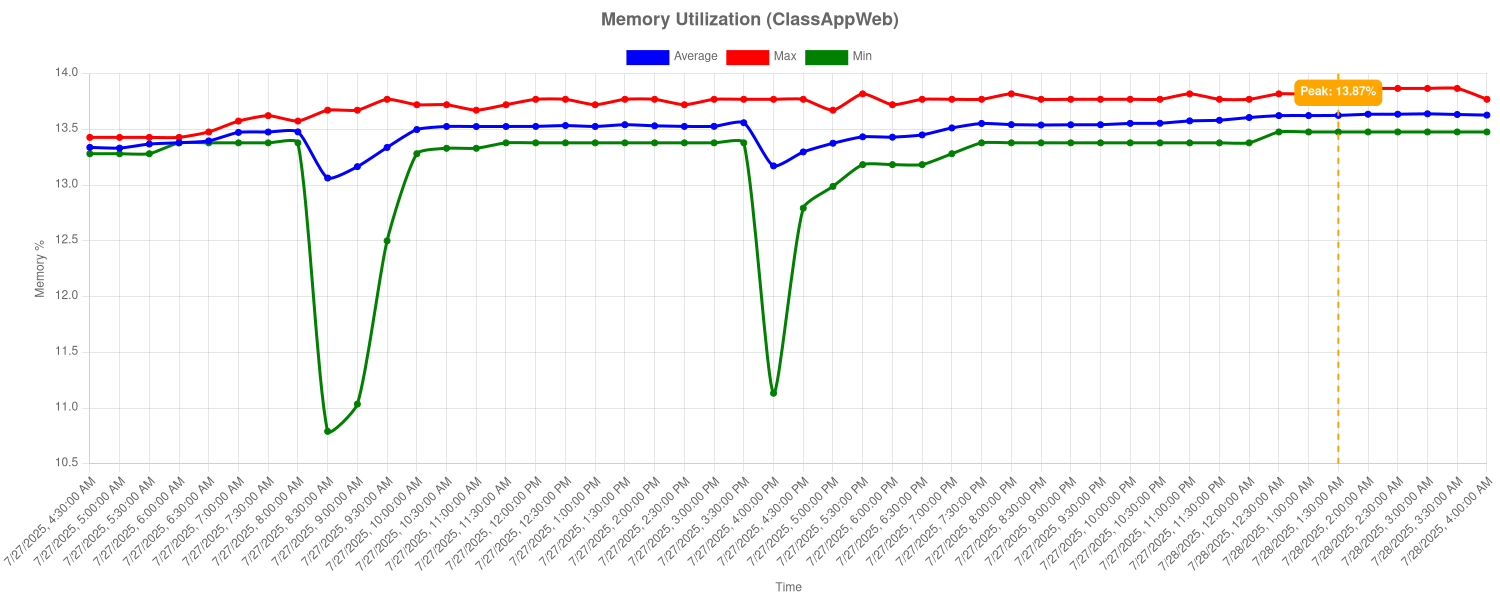 Memory Utilization (ClassAppWeb)
Average Max Min
14.0
13.5
13.0
12.5
12.0
11.5
11.0
10.5
Memory %
Peak: 13.87%
7/27/2025, 4:30:00 AM
7/27/2025, 5:00:00 AM
7/27/2025, 5:30:00 AM
7/27/2025, 6:00:00 AM
7/27/2025, 6:30:00 AM
7/27/2025, 7:00:00 AM
7/27/2025, 7:30:00 AM
7/27/2025, 8:00:00 AM
7/27/2025, 8:30:00 AM
7/27/2025, 9:00:00 AM
7/27/2025, 9:30:00 AM
7/27/2025, 10:00:00 AM
7/27/2025, 10:30:00 AM
7/27/2025, 11:00:00 AM
7/27/2025, 11:30:00 AM
7/27/2025, 12:00:00 PM
7/27/2025, 12:30:00 PM
7/27/2025, 1:00:00 PM
7/27/2025, 1:30:00 PM
7/27/2025, 2:00:00 PM
7/27/2025, 2:30:00 PM
7/27/2025, 3:00:00 PM
7/27/2025, 3:30:00 PM
7/27/2025, 4:00:00 PM
7/27/2025, 4:30:00 PM
7/27/2025, 5:00:00 PM
7/27/2025, 5:30:00 PM
7/27/2025, 6:00:00 PM
7/27/2025, 6:30:00 PM
7/27/2025, 7:00:00 PM
7/27/2025, 7:30:00 PM
7/27/2025, 8:00:00 PM
7/27/2025, 8:30:00 PM
7/27/2025, 9:00:00 PM
7/27/2025, 9:30:00 PM
7/27/2025, 10:00:00 PM
7/27/2025, 10:30:00 PM
7/27/2025, 11:00:00 PM
7/27/2025, 11:30:00 PM
7/28/2025, 12:00:00 AM
7/28/2025, 12:30:00 AM
7/28/2025, 1:00:00 AM
7/28/2025, 1:30:00 AM
7/28/2025, 2:00:00 AM
7/28/2025, 2:30:00 AM
7/28/2025, 3:00:00 AM
7/28/2025, 3:30:00 AM
7/28/2025, 4:00:00 AM
Time